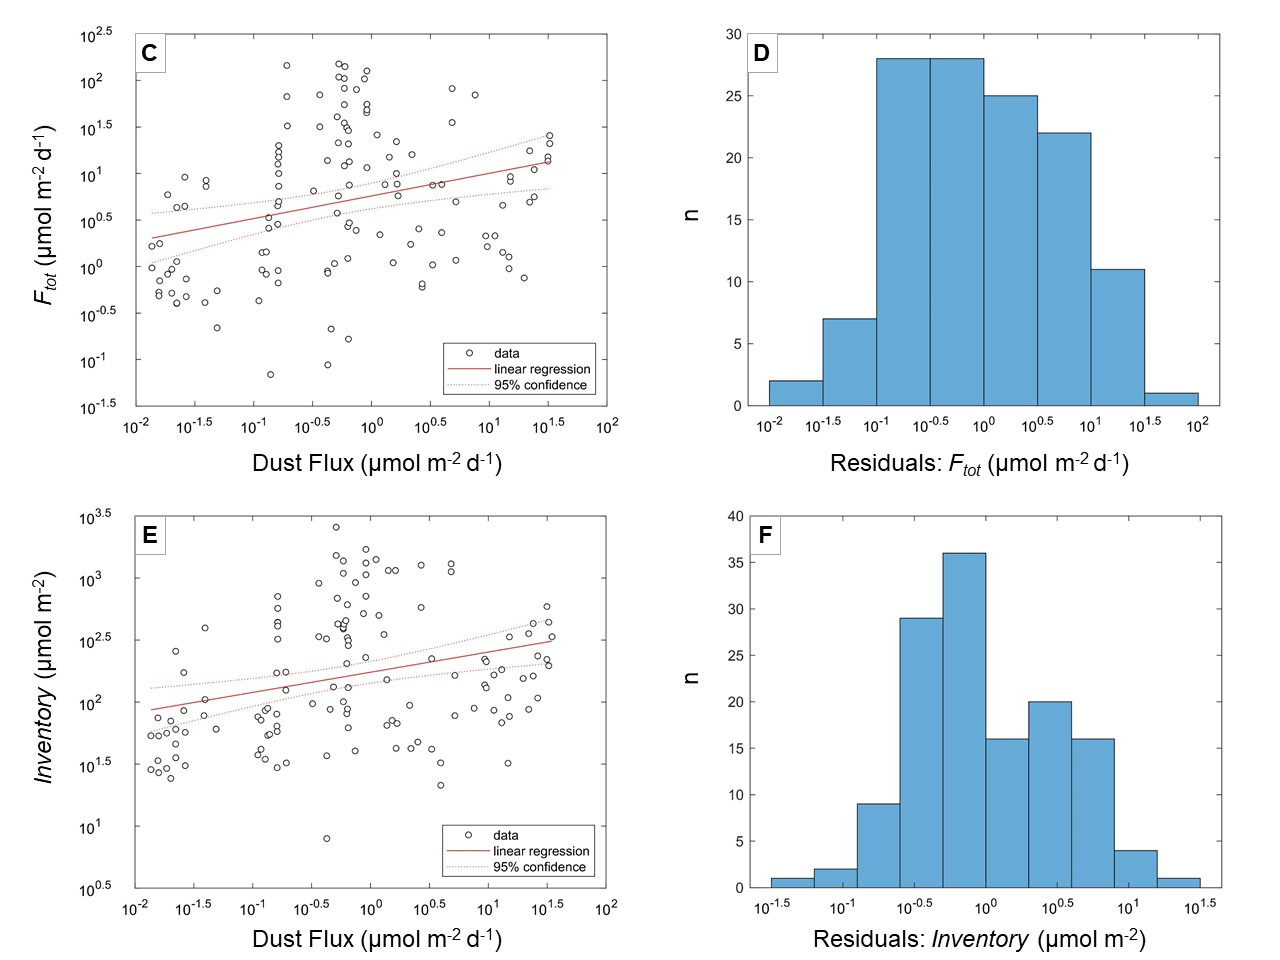 C
10^2.5
10^2
10^1.5
10^1
10^0.5
10^0
10^-0.5
10^-1
10^-1.5
F_tot (µmol m^-2 d^-1)
data
linear regression
95% confidence
10^-2 10^-1.5 10^-1 10^-0.5 10^0 10^0.5 10^1 10^1.5 10^2
Dust Flux (µmol m^-2 d^-1)
D
30
25
20
15
10
5
0
n
10^-2 10^-1.5 10^-1 10^-0.5 10^0 10^0.5 10^1 10^1.5 10^2
Residuals: F_tot (µmol m^-2 d^-1)
E
10^3.5
10^3
10^2.5
10^2
10^1.5
10^1
10^0.5
Inventory (µmol m^-2)
data
linear regression
95% confidence
10^-2 10^-1.5 10^-1 10^-0.5 10^0 10^0.5 10^1 10^1.5 10^2
Dust Flux (µmol m^-2 d^-1)
F
40
35
30
25
20
15
10
5
0
n
10^-1.5 10^-1 10^-0.5 10^0 10^0.5 10^1 10^1.5
Residuals: Inventory (µmol m^-2)